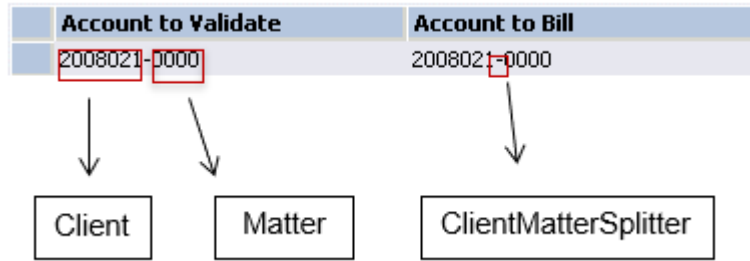 Account to Validate Account to Bill
2008021-0000 2008021-0000
Client Matter ClientMatterSplitter